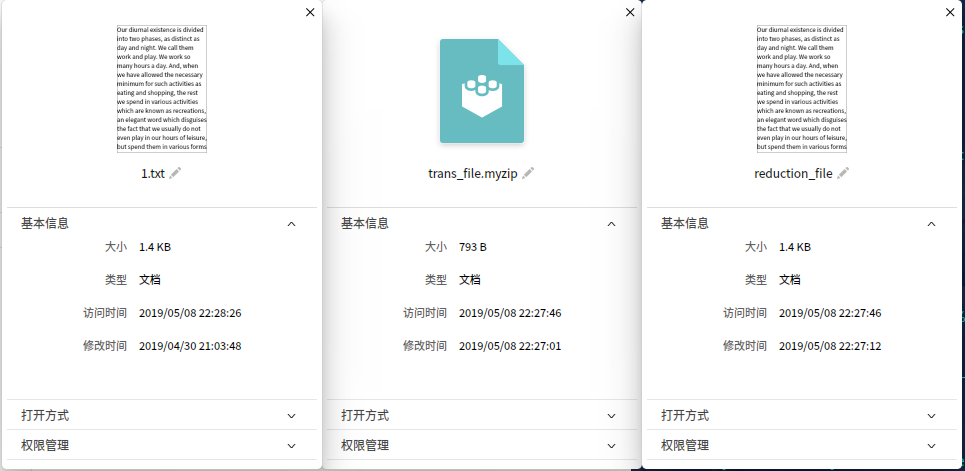 Our diurnal existence is divided
into two phases, as distinct as
day and night. We call them
work and play. We work so
many hours a day. And, when
we have allowed the necessary
minimum for such activities as
eating and shopping, the rest
we spend in various activities
which are known as recreations,
an elegant word which disguises
the fact that we usually do not
even play in our hours of leisure,
but spend them in various forms
1.txt
基本信息
大小 1.4 KB
类型 文档
访问时间 2019/05/08 22:28:26
修改时间 2019/04/30 21:03:48
打开方式
权限管理
trans_file.myzip
基本信息
大小 793 B
类型 文档
访问时间 2019/05/08 22:27:46
修改时间 2019/05/08 22:27:01
打开方式
权限管理
Our diurnal existence is divided
into two phases, as distinct as
day and night. We call them
work and play. We work so
many hours a day. And, when
we have allowed the necessary
minimum for such activities as
eating and shopping, the rest
we spend in various activities
which are known as recreations,
an elegant word which disguises
the fact that we usually do not
even play in our hours of leisure,
but spend them in various forms
reduction_file
基本信息
大小 1.4 KB
类型 文档
访问时间 2019/05/08 22:27:46
修改时间 2019/05/08 22:27:12
打开方式
权限管理